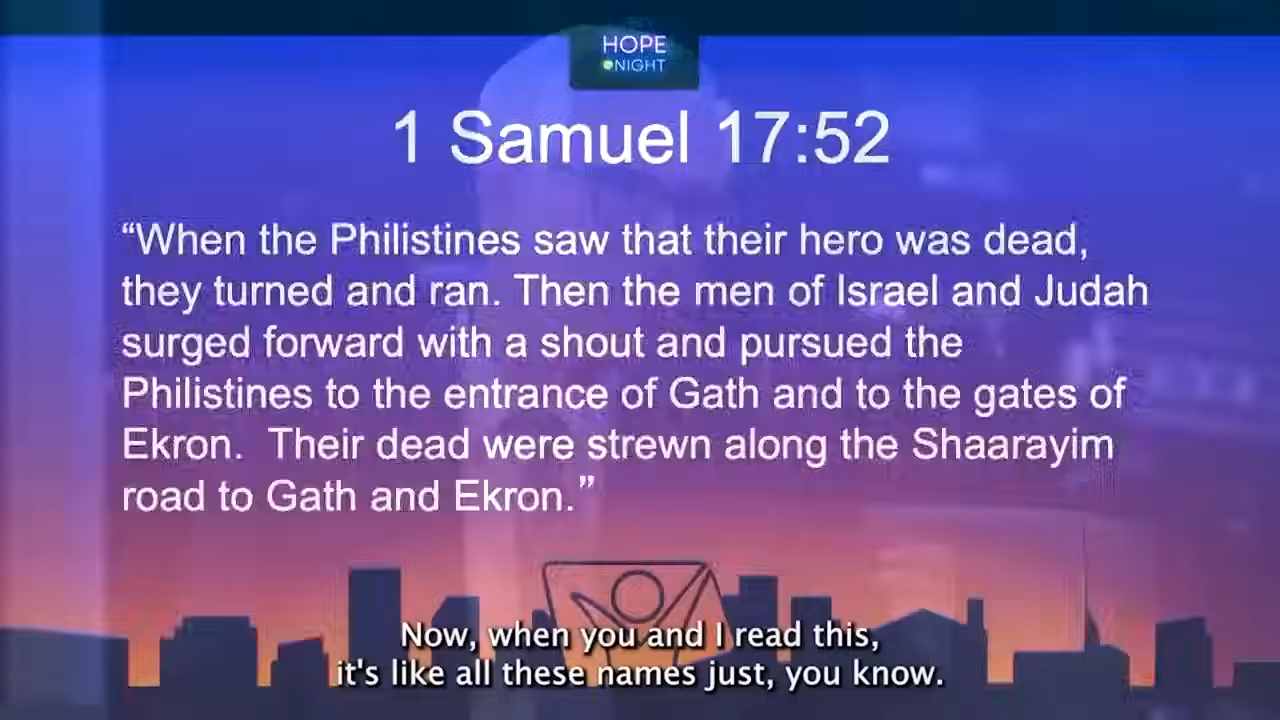 HOPE
NIGHT
1 Samuel 17:52
“When the Philistines saw that their hero was dead,
they turned and ran. Then the men of Israel and Judah
surged forward with a shout and pursued the
Philistines to the entrance of Gath and to the gates of
Ekron.  Their dead were strewn along the Shaarayim
road to Gath and Ekron.”
Now, when you and I read this,
it's like all these names just, you know.